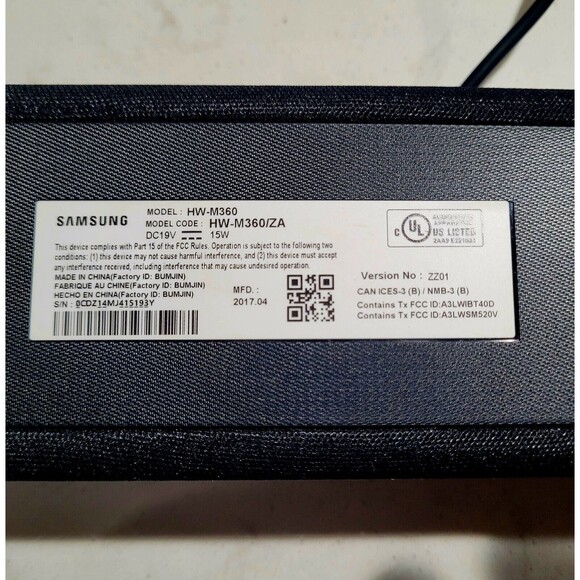 SAMSUNG
MODEL : HW-M360
MODEL CODE : HW-M360/ZA
DC19V 15W
This device complies with Part 15 of the FCC Rules. Operation is subject to the following two
conditions: (1) this device may not cause harmful interference, and (2) this device must accept
any interference received, including interference that may cause undesired operation.
MADE IN CHINA(Factory ID: BUMJIN)
FABRIQUE AU CHINE(Factory ID: BUMJIN)
HECHO EN CHINA(Factory ID: BUMJIN)
S/N : 0CDZ14MJ415193Y
MFD. :
2017.04
C UL US LISTED
Version No : ZZ01
CAN ICES-3 (B) / NMB-3 (B)
Contains Tx FCC ID:A3LWIBT40D
Contains Tx FCC ID:A3LWSM520V